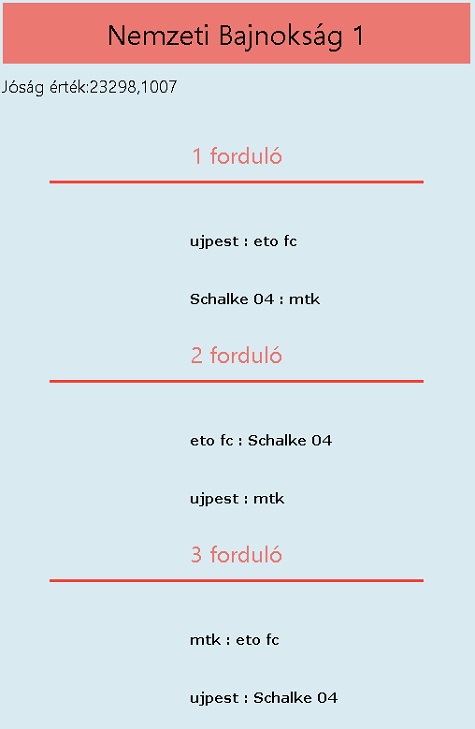 Nemzeti Bajnokság 1
Jóság érték:23298,1007
1 forduló
ujpest : eto fc
Schalke 04 : mtk
2 forduló
eto fc : Schalke 04
ujpest : mtk
3 forduló
mtk : eto fc
ujpest : Schalke 04